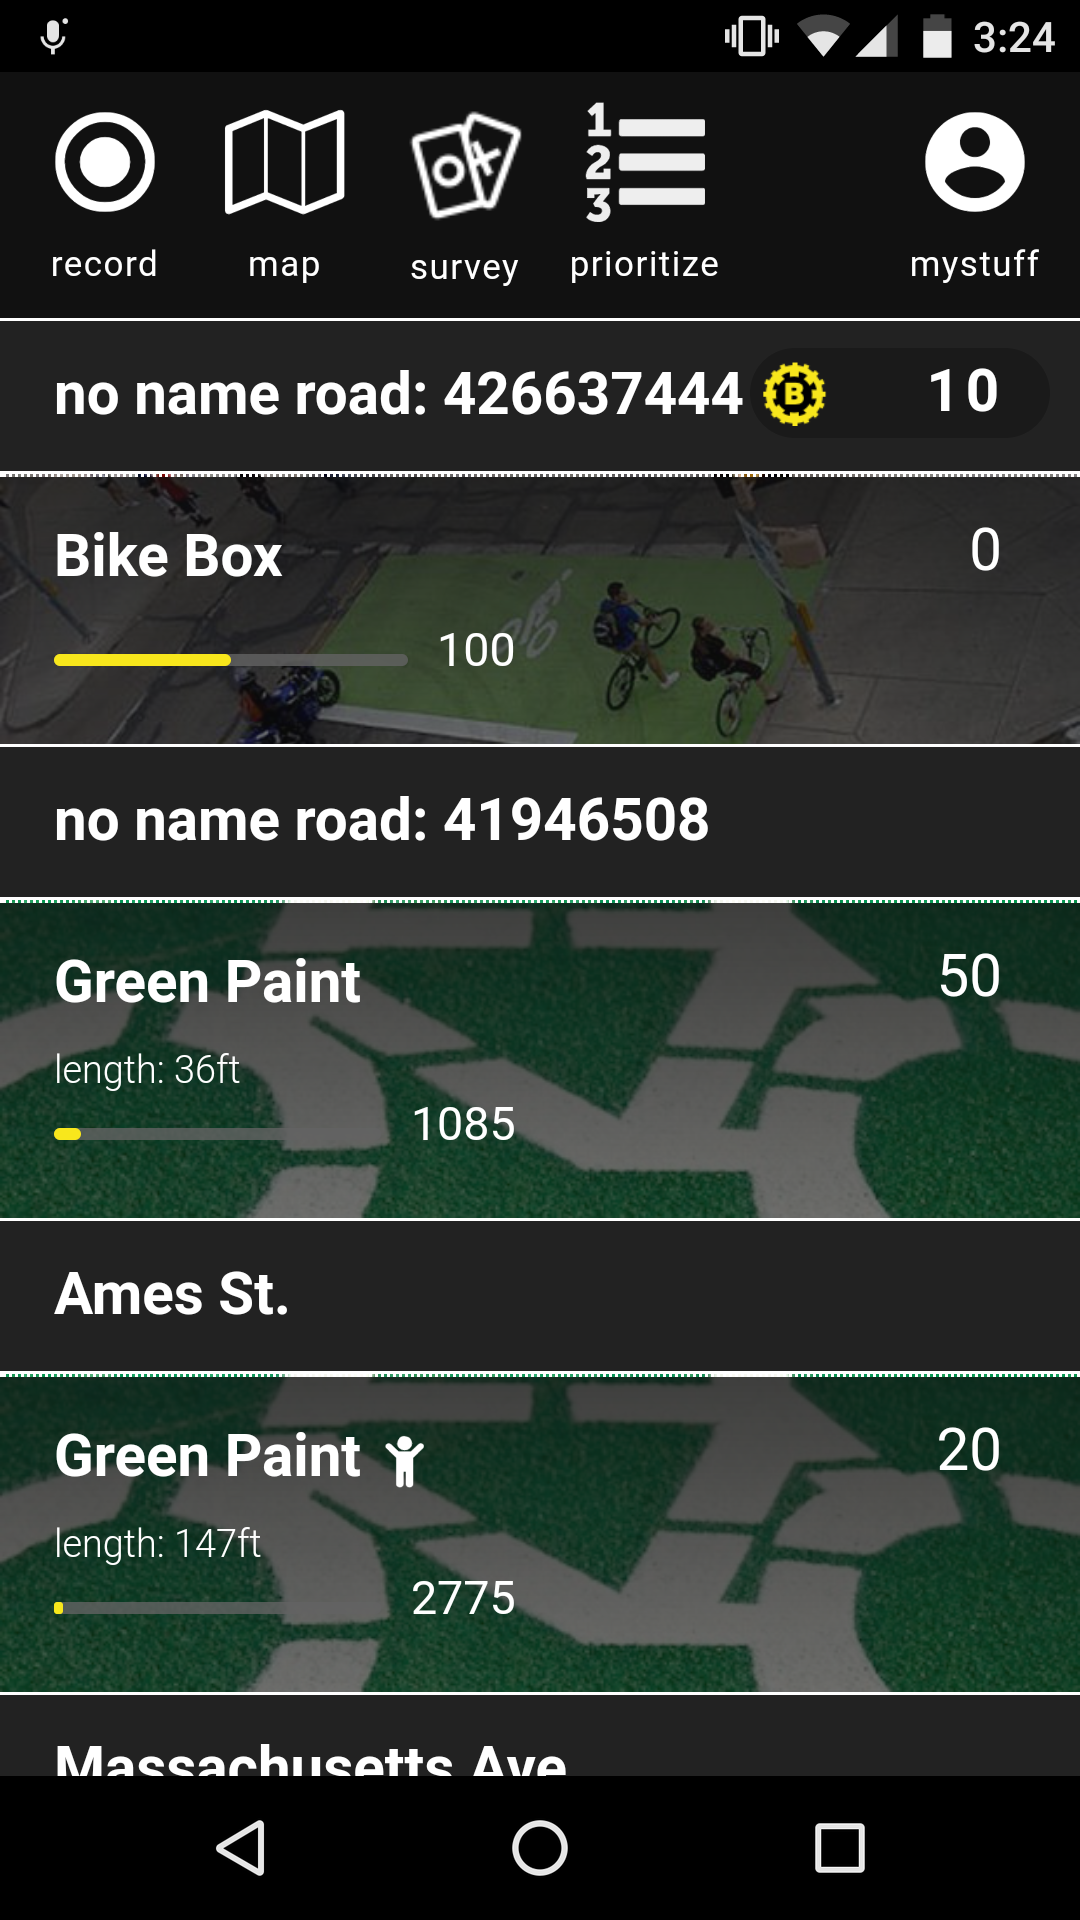 3:24
1
2
3
record map survey prioritize mystuff
no name road: 426637444 B 10
Bike Box 0
100
no name road: 41946508
Green Paint 50
length: 36ft
1085
Ames St.
Green Paint 20
length: 147ft
2775
Massachusetts Ave